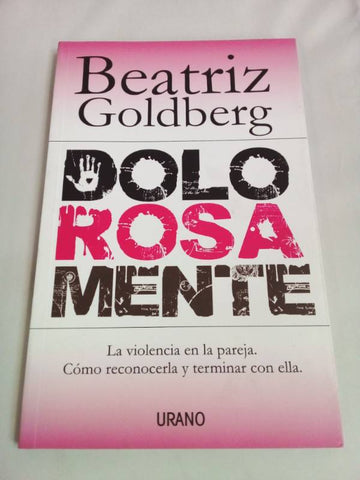 Beatriz
Goldberg
DOLO
ROSA
MENTE
La violencia en la pareja.
Cómo reconocerla y terminar con ella.
URANO